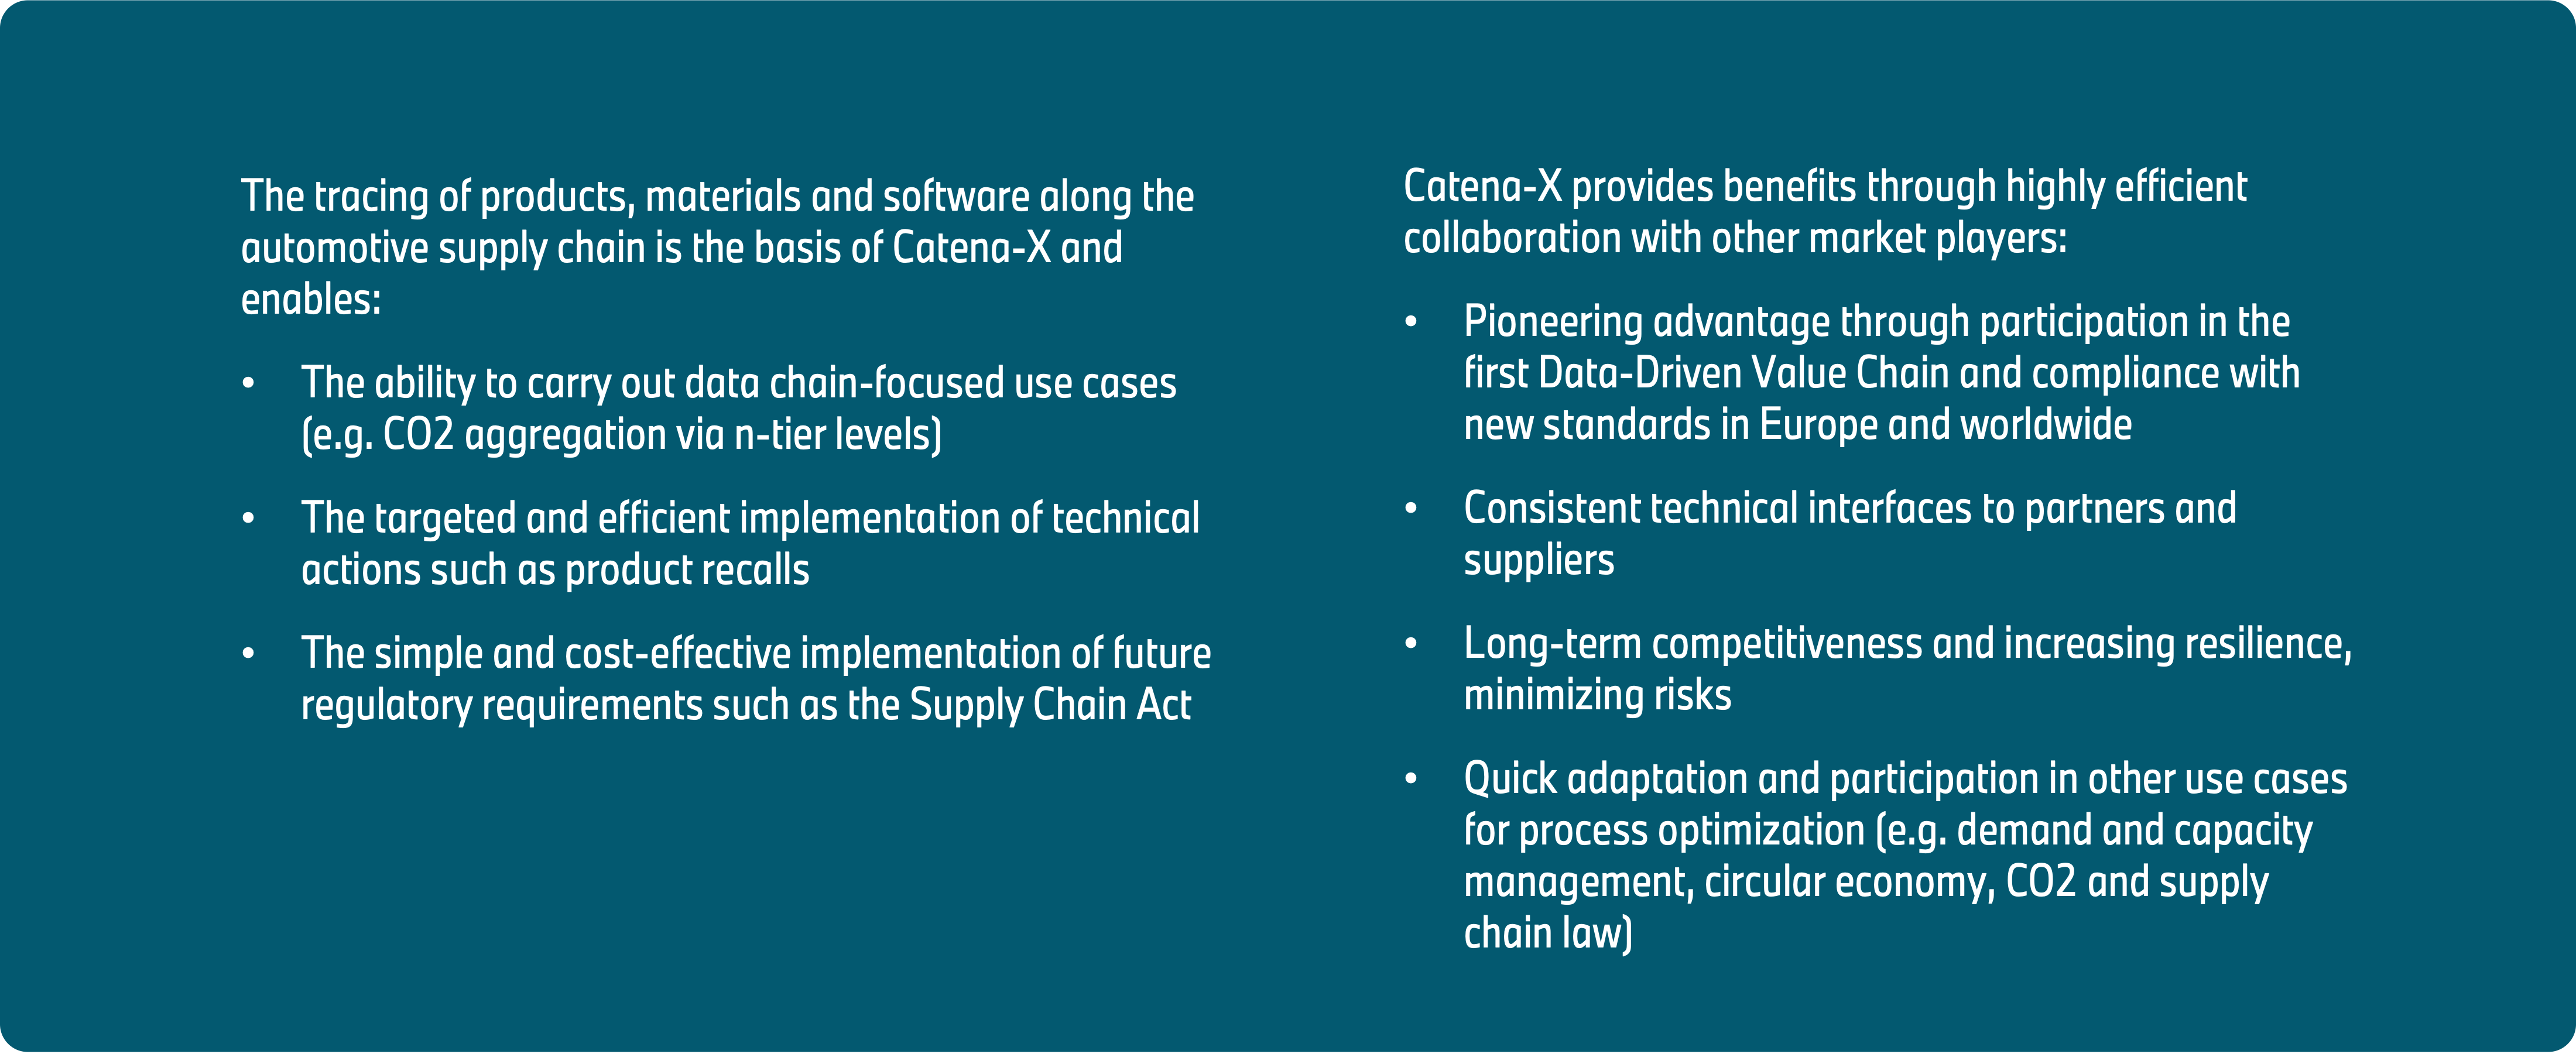 The tracing of products, materials and software along the
automotive supply chain is the basis of Catena-X and
enables:
• The ability to carry out data chain-focused use cases
(e.g. CO2 aggregation via n-tier levels)
• The targeted and efficient implementation of technical
actions such as product recalls
• The simple and cost-effective implementation of future
regulatory requirements such as the Supply Chain Act
Catena-X provides benefits through highly efficient
collaboration with other market players:
• Pioneering advantage through participation in the
first Data-Driven Value Chain and compliance with
new standards in Europe and worldwide
• Consistent technical interfaces to partners and
suppliers
• Long-term competitiveness and increasing resilience,
minimizing risks
• Quick adaptation and participation in other use cases
for process optimization (e.g. demand and capacity
management, circular economy, CO2 and supply
chain law)